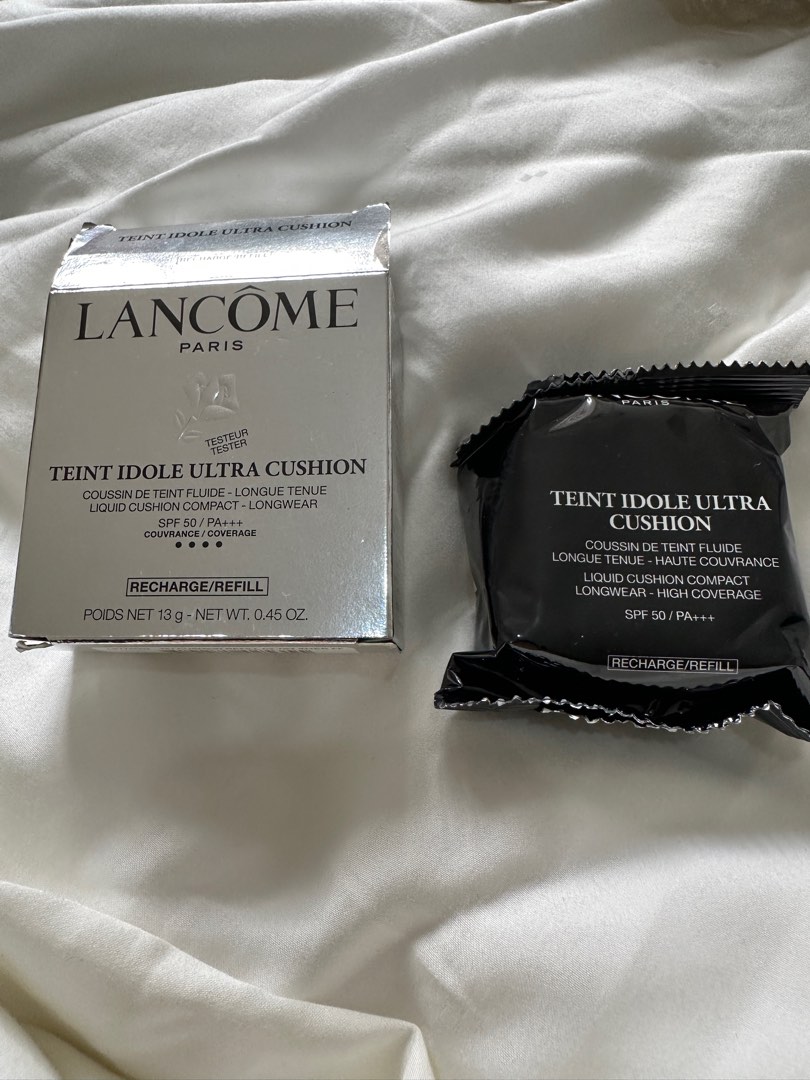 TEINT IDOLE ULTRA CUSHION
RECHARGE/REFILL
LANCÔME
PARIS
TESTEUR
TESTER
TEINT IDOLE ULTRA CUSHION
COUSSIN DE TEINT FLUIDE - LONGUE TENUE
LIQUID CUSHION COMPACT - LONGWEAR
SPF 50 / PA+++
COUVRANCE / COVERAGE
RECHARGE/REFILL
POIDS NET 13 g - NET WT. 0.45 OZ.
PARIS
TEINT IDOLE ULTRA
CUSHION
COUSSIN DE TEINT FLUIDE
LONGUE TENUE - HAUTE COUVRANCE
LIQUID CUSHION COMPACT
LONGWEAR - HIGH COVERAGE
SPF 50 / PA+++
RECHARGE/REFILL